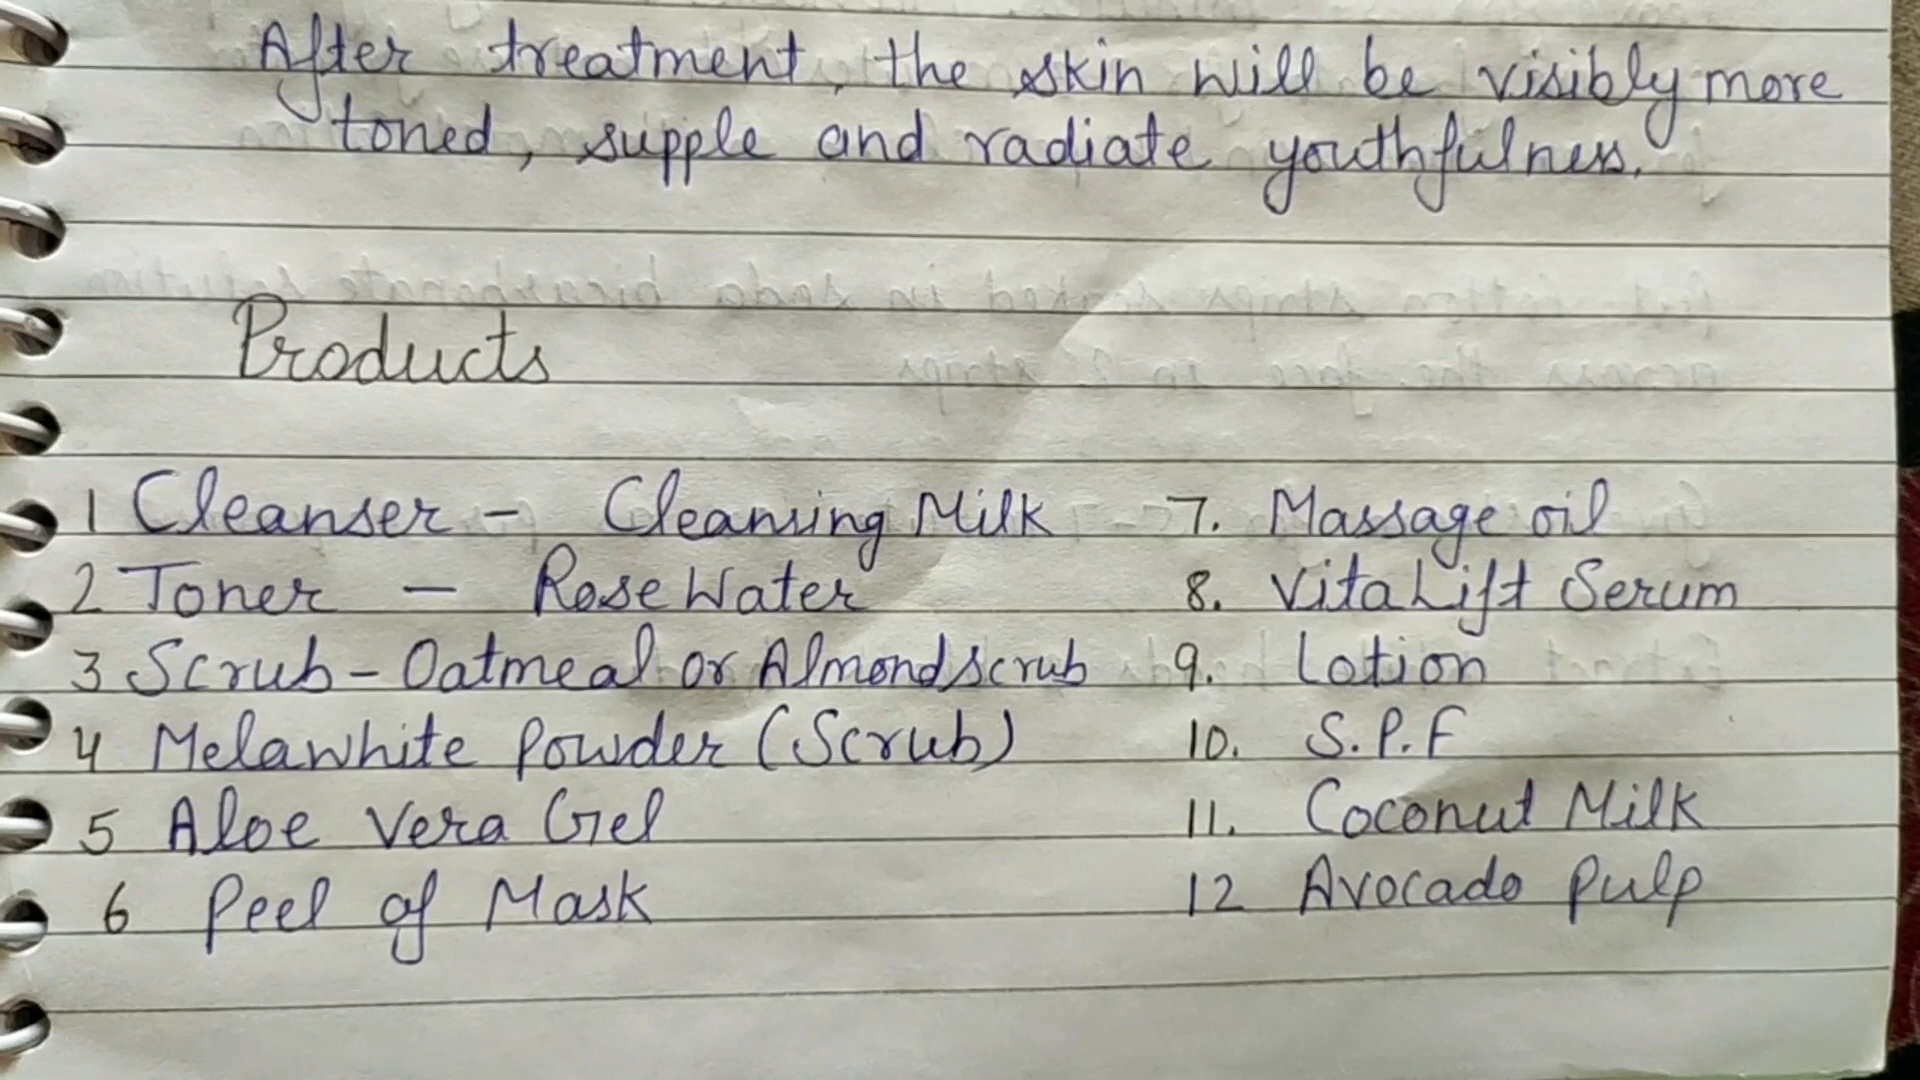 After treatment, the skin will be visibly more
toned, supple and radiate youthfulness.
Products
1 Cleanser - Cleansing Milk
2 Toner - Rose Water
3 Scrub - Oatmeal or Almond scrub
4 Melawhite Powder (Scrub)
5 Aloe Vera Gel
6 Peel of Mask
7. Massage oil
8. Vita Lift Serum
9. Lotion
10. S.P.F
11. Coconut Milk
12 Avocado Pulp